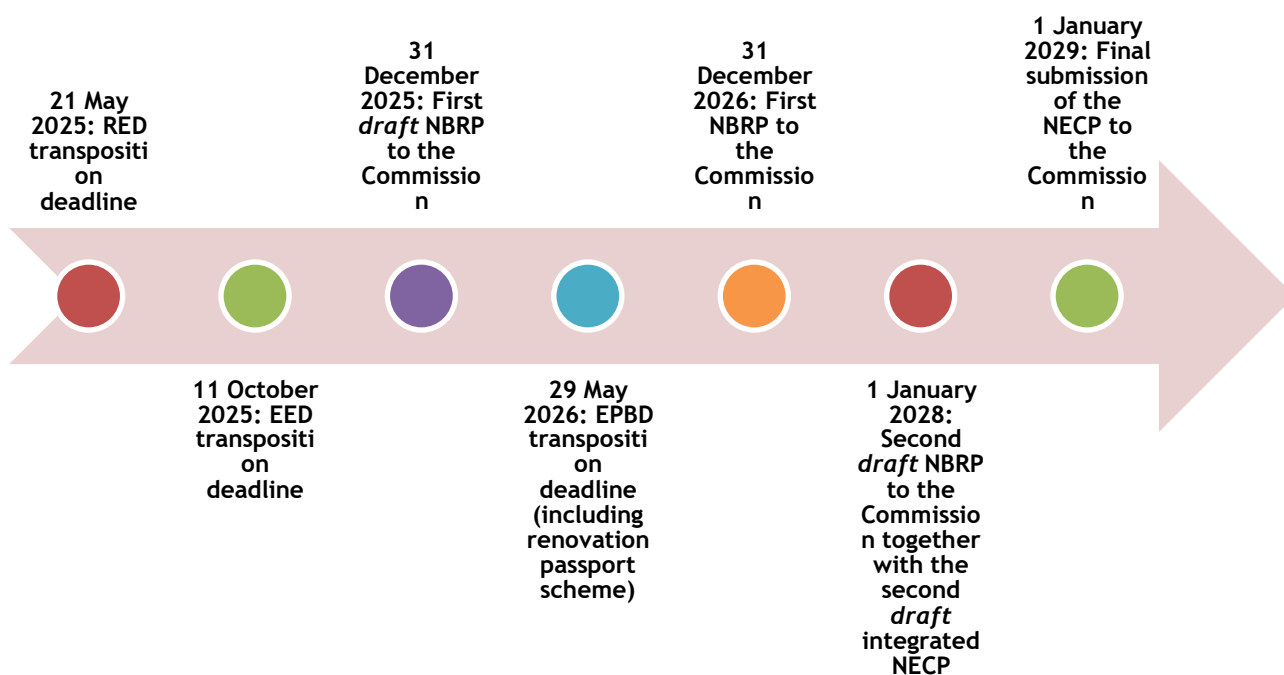 21 May
2025: RED
transpositi
on
deadline
11 October
2025: EED
transpositi
on
deadline
31
December
2025: First
draft NBRP
to the
Commissio
n
29 May
2026: EPBD
transpositi
on
deadline
(including
renovation
passport
scheme)
31
December
2026: First
NBRP to
the
Commissio
n
1 January
2028:
Second
draft NBRP
to the
Commissio
n together
with the
second
draft
integrated
NECP
1 January
2029: Final
submission
of the
NECP to
the
Commissio
n